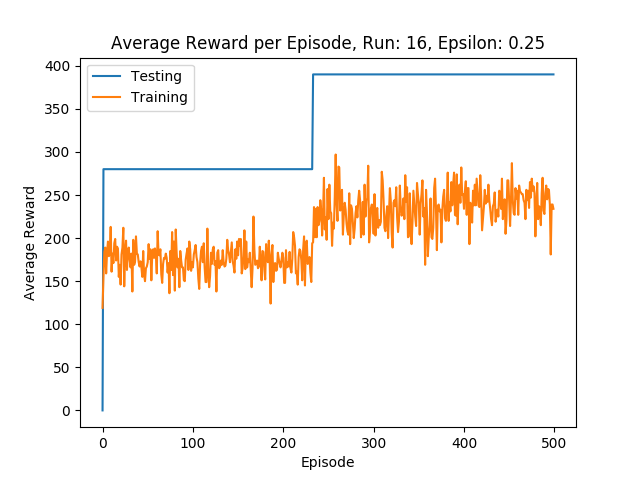 Average Reward per Episode, Run: 16, Epsilon: 0.25
Testing
Training
Average Reward
400
350
300
250
200
150
100
50
0
0 100 200 300 400 500
Episode